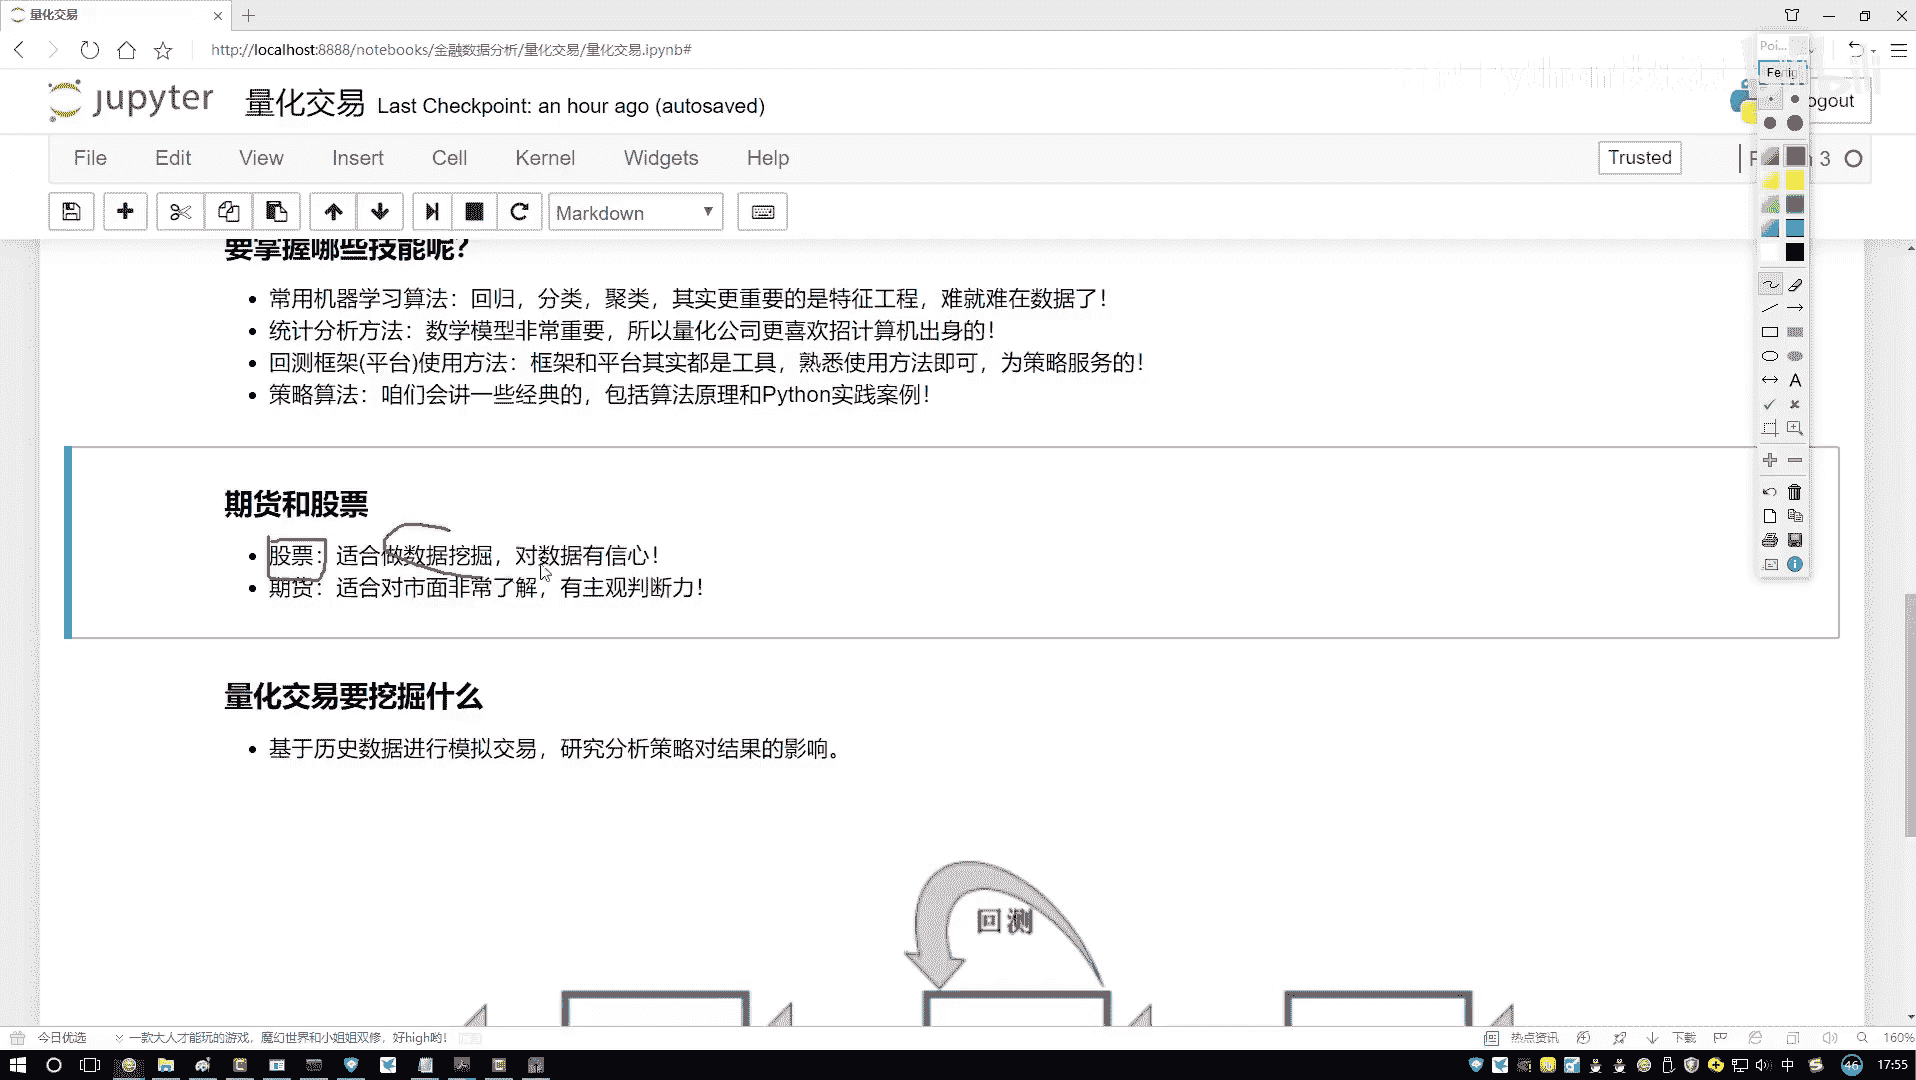 量化交易
http://localhost:8888/notebooks/金融数据分析/量化交易/量化交易.ipynb#
Poi...
Fertig
jupyter 量化交易 Last Checkpoint: an hour ago (autosaved)
ogout
File Edit View Insert Cell Kernel Widgets Help
Trusted
3
Markdown
要掌握哪些技能呢?
常用机器学习算法：回归，分类，聚类，其实更重要的是特征工程，难就难在数据了！
统计分析方法：数学模型非常重要，所以量化公司更喜欢招计算机出身的！
回测框架(平台)使用方法：框架和平台其实都是工具，熟悉使用方法即可，为策略服务的！
策略算法：咱们会讲一些经典的，包括算法原理和Python实践案例！
期货和股票
股票：适合做数据挖掘，对数据有信心！
期货：适合对市面非常了解，有主观判断力！
量化交易要挖掘什么
基于历史数据进行模拟交易，研究分析策略对结果的影响。
回测
今日优选 一款大人才能玩的游戏，魔幻世界和小姐姐双修，好high哟!
热点资讯 下载 160%
中 46 17:55